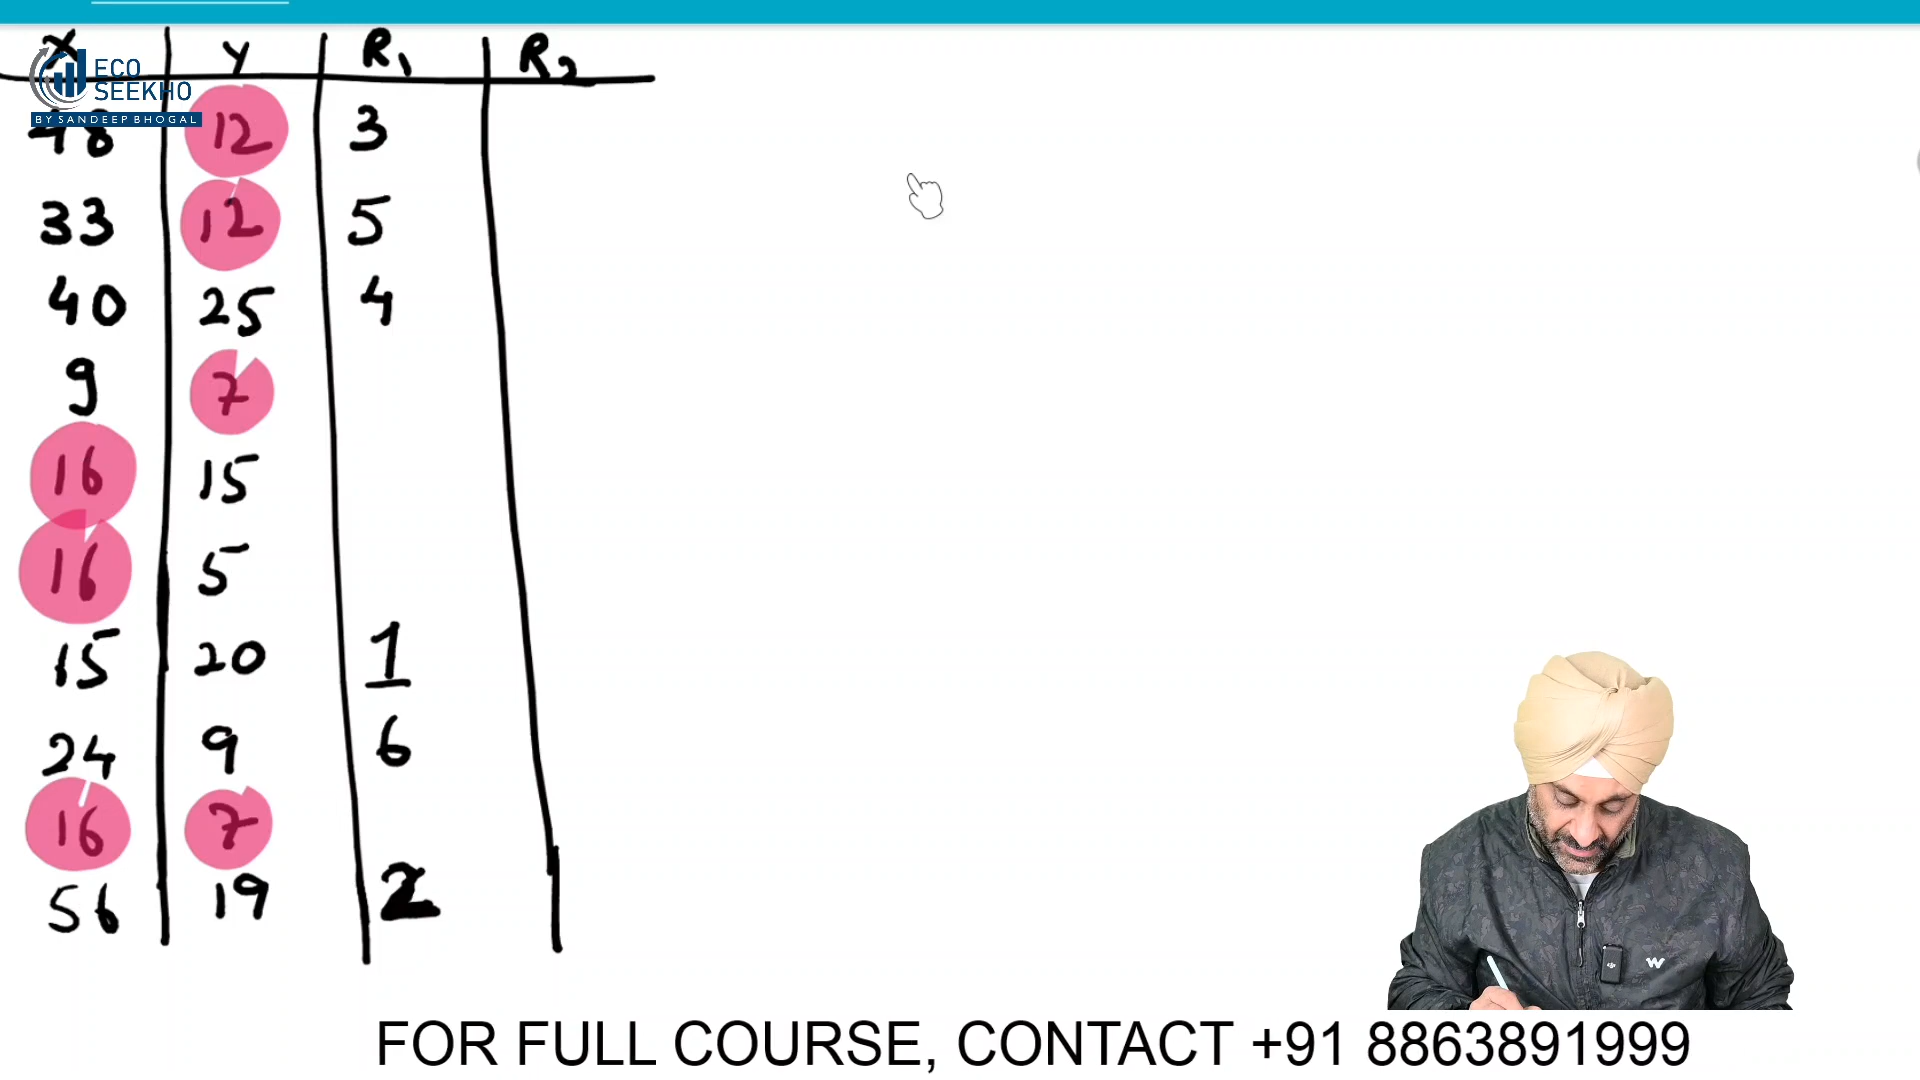 X Y R1 R2
ECO
SEEKHO
BY SANDEEP BHOGAL
48 12 3
33 12 5
40 25 4
9 7
16 15
16 5
15 20 1
24 9 6
16 7
56 19 2
W
FOR FULL COURSE, CONTACT +91 8863891999